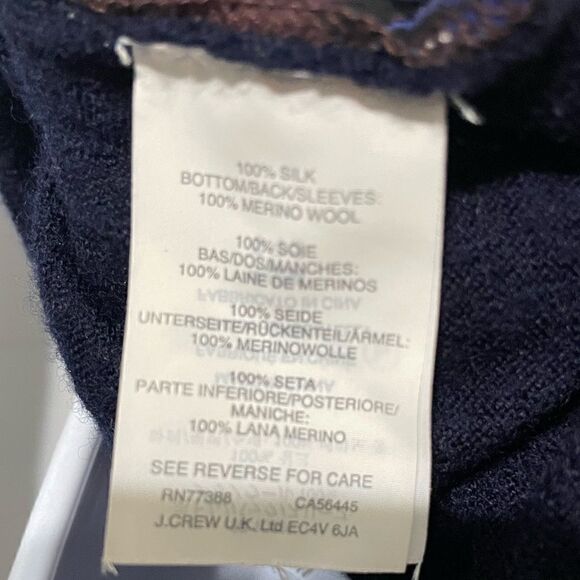 100% SILK
BOTTOM/BACK/SLEEVES:
100% MERINO WOOL
100% SOIE
BAS/DOS/MANCHES:
100% LAINE DE MERINOS
100% SEIDE
UNTERSEITE/RÜCKENTEIL/ÄRMEL:
100% MERINOWOLLE
100% SETA
PARTE INFERIORE/POSTERIORE/
MANICHE:
100% LANA MERINO
SEE REVERSE FOR CARE
RN77388 CA56445
J.CREW U.K. Ltd EC4V 6JA